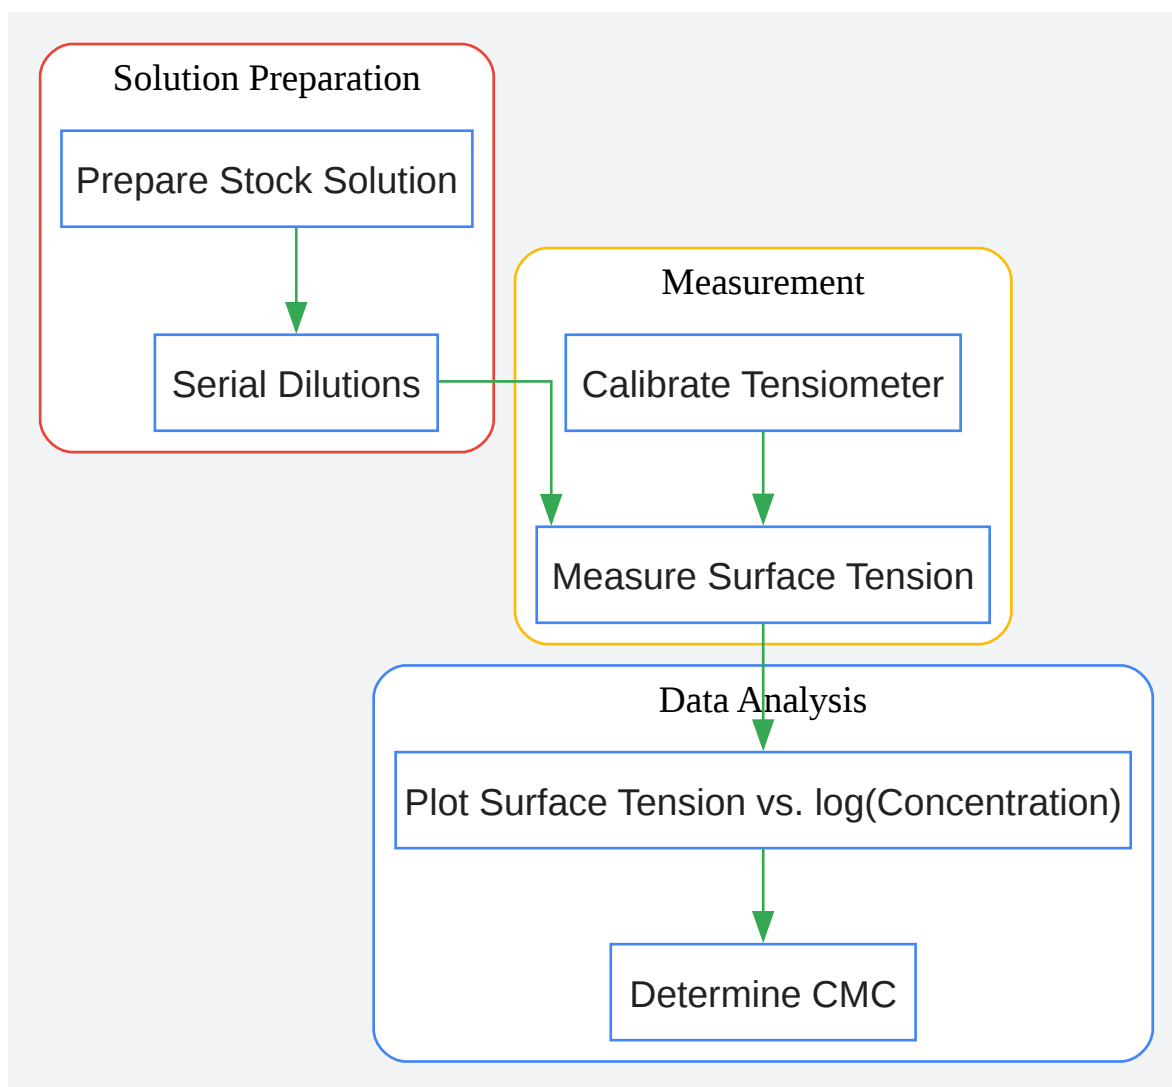 Solution Preparation
Prepare Stock Solution
Serial Dilutions
Measurement
Calibrate Tensiometer
Measure Surface Tension
Data Analysis
Plot Surface Tension vs. log(Concentration)
Determine CMC